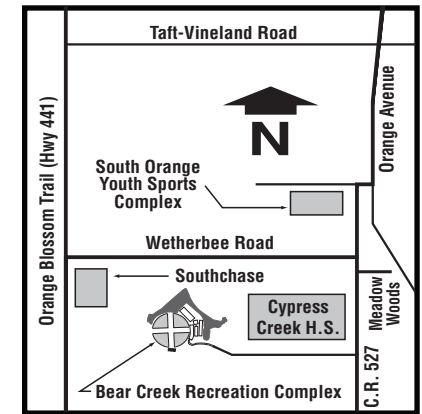 Taft-Vineland Road
Orange Blossom Trail (Hwy 441)
Orange Avenue
N
South Orange
Youth Sports
Complex
Wetherbee Road
Southchase
Cypress
Creek H.S.
Meadow
Woods
C.R. 527
Bear Creek Recreation Complex